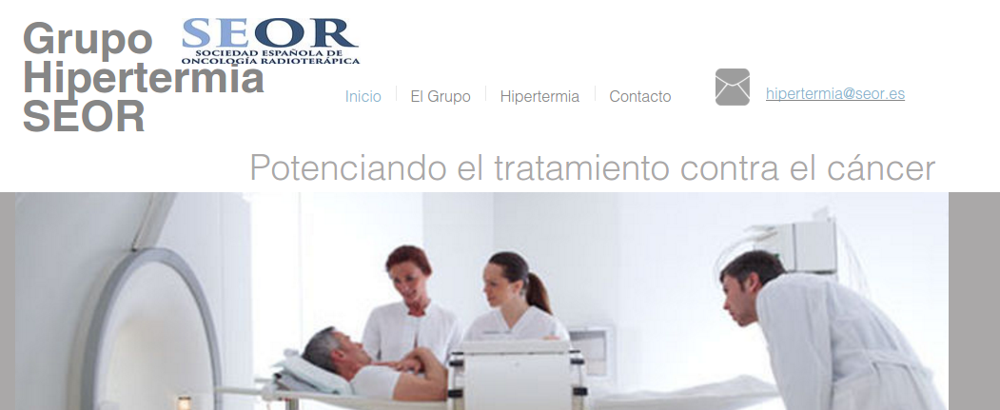 Grupo
Hipertermia
SEOR
SEOR
SOCIEDAD ESPAÑOLA DE
ONCOLOGÍA RADIOTERÁPICA
Inicio
El Grupo
Hipertermia
Contacto
hipertermia@seor.es
Potenciando el tratamiento contra el cáncer